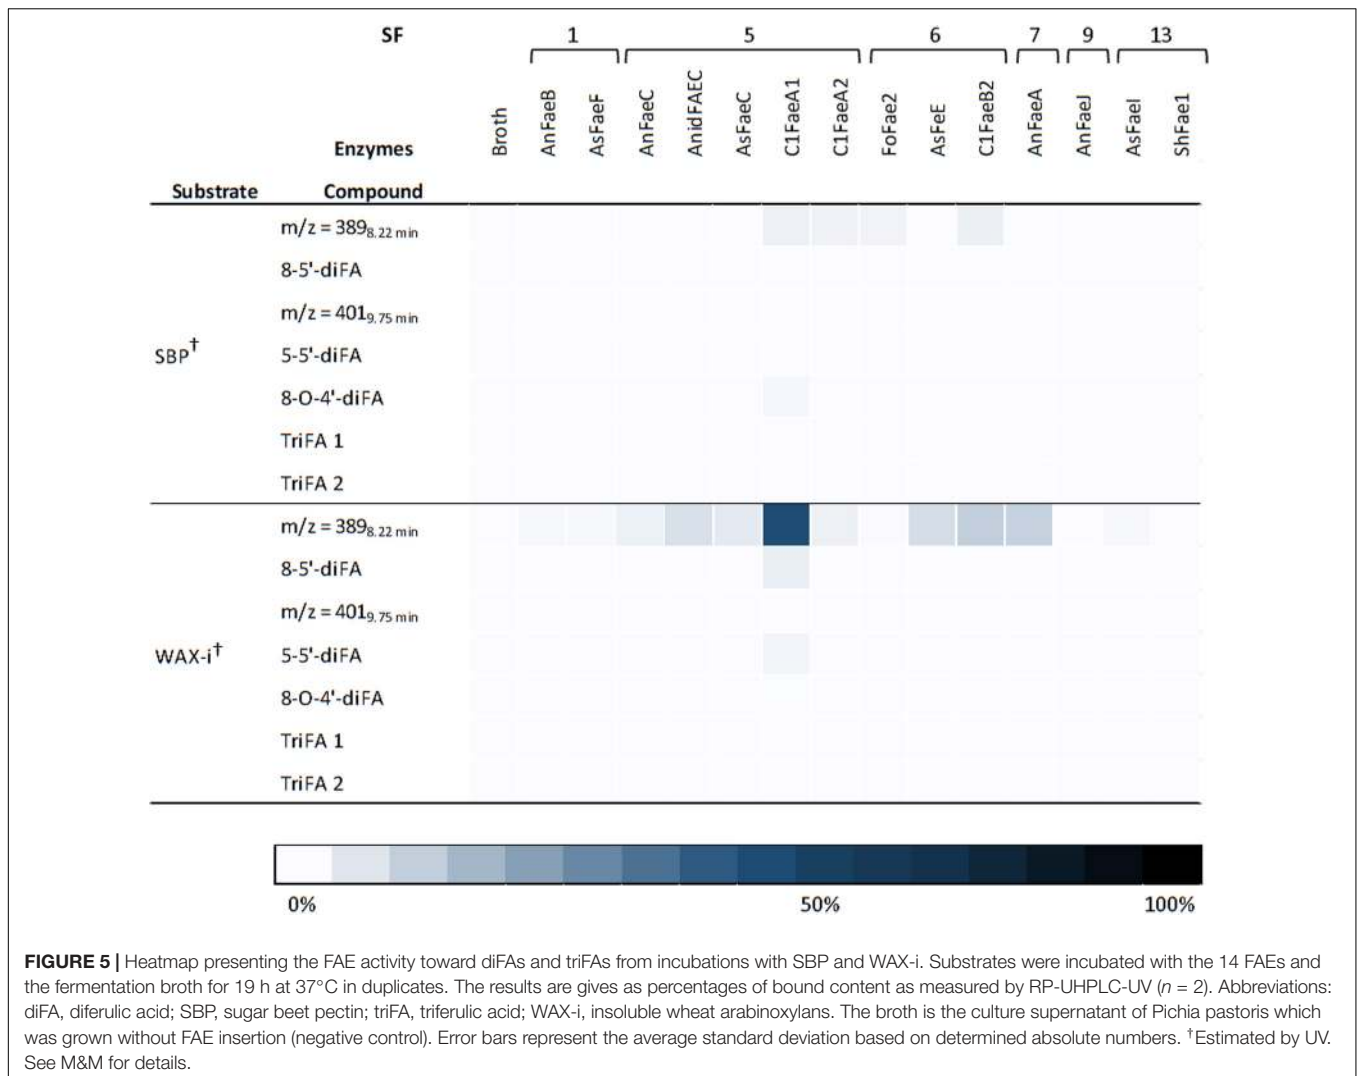 SF 1 5 6 7 9 13
Enzymes Broth AnFaeB AsFaeF AnFaeC AnidFAEC AsFaeC C1FaeA1 C1FaeA2 FoFae2 AsFeE C1FaeB2 AnFaeA AnFaeJ AsFaeI ShFae1
Substrate Compound
m/z = 389 8.22 min
8-5'-diFA
m/z = 401 9.75 min
SBP† 5-5'-diFA
8-O-4'-diFA
TriFA 1
TriFA 2
m/z = 389 8.22 min
8-5'-diFA
m/z = 401 9.75 min
WAX-i† 5-5'-diFA
8-O-4'-diFA
TriFA 1
TriFA 2
0% 50% 100%
FIGURE 5 | Heatmap presenting the FAE activity toward diFAs and triFAs from incubations with SBP and WAX-i. Substrates were incubated with the 14 FAEs and
the fermentation broth for 19 h at 37°C in duplicates. The results are gives as percentages of bound content as measured by RP-UHPLC-UV (n = 2). Abbreviations:
diFA, diferulic acid; SBP, sugar beet pectin; triFA, triferulic acid; WAX-i, insoluble wheat arabinoxylans. The broth is the culture supernatant of Pichia pastoris which
was grown without FAE insertion (negative control). Error bars represent the average standard deviation based on determined absolute numbers. †Estimated by UV.
See M&M for details.